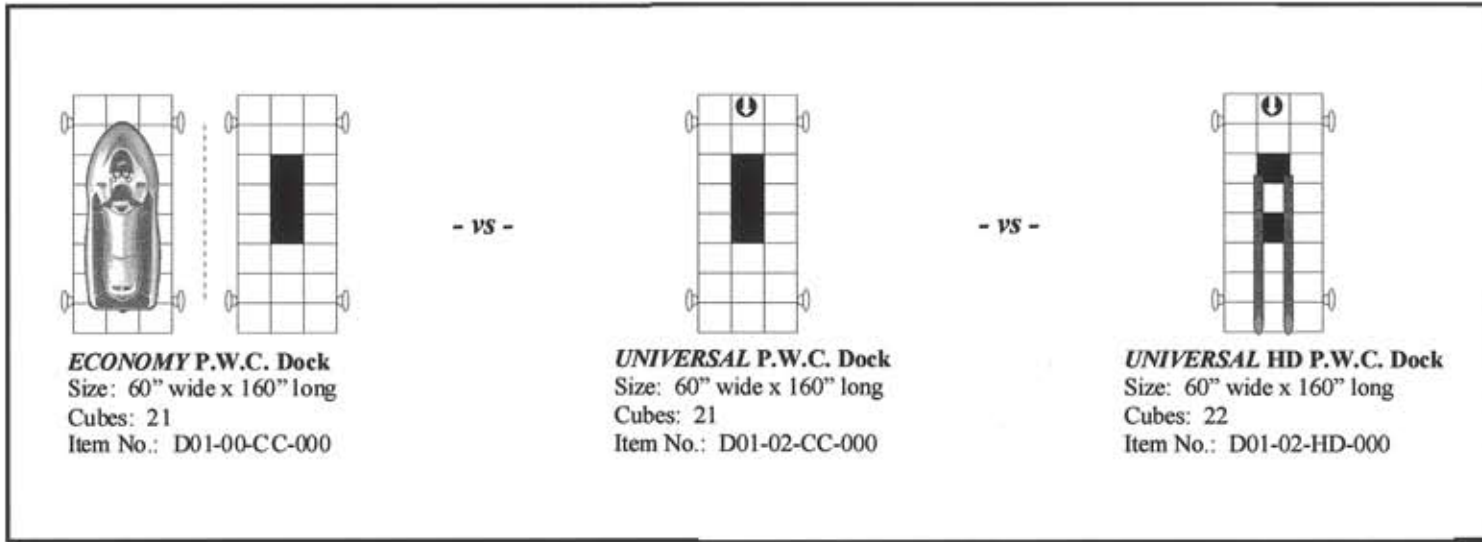 - vs -
- vs -
ECONOMY P.W.C. Dock
Size: 60” wide x 160” long
Cubes: 21
Item No.: D01-00-CC-000
UNIVERSAL P.W.C. Dock
Size: 60” wide x 160” long
Cubes: 21
Item No.: D01-02-CC-000
UNIVERSAL HD P.W.C. Dock
Size: 60” wide x 160” long
Cubes: 22
Item No.: D01-02-HD-000